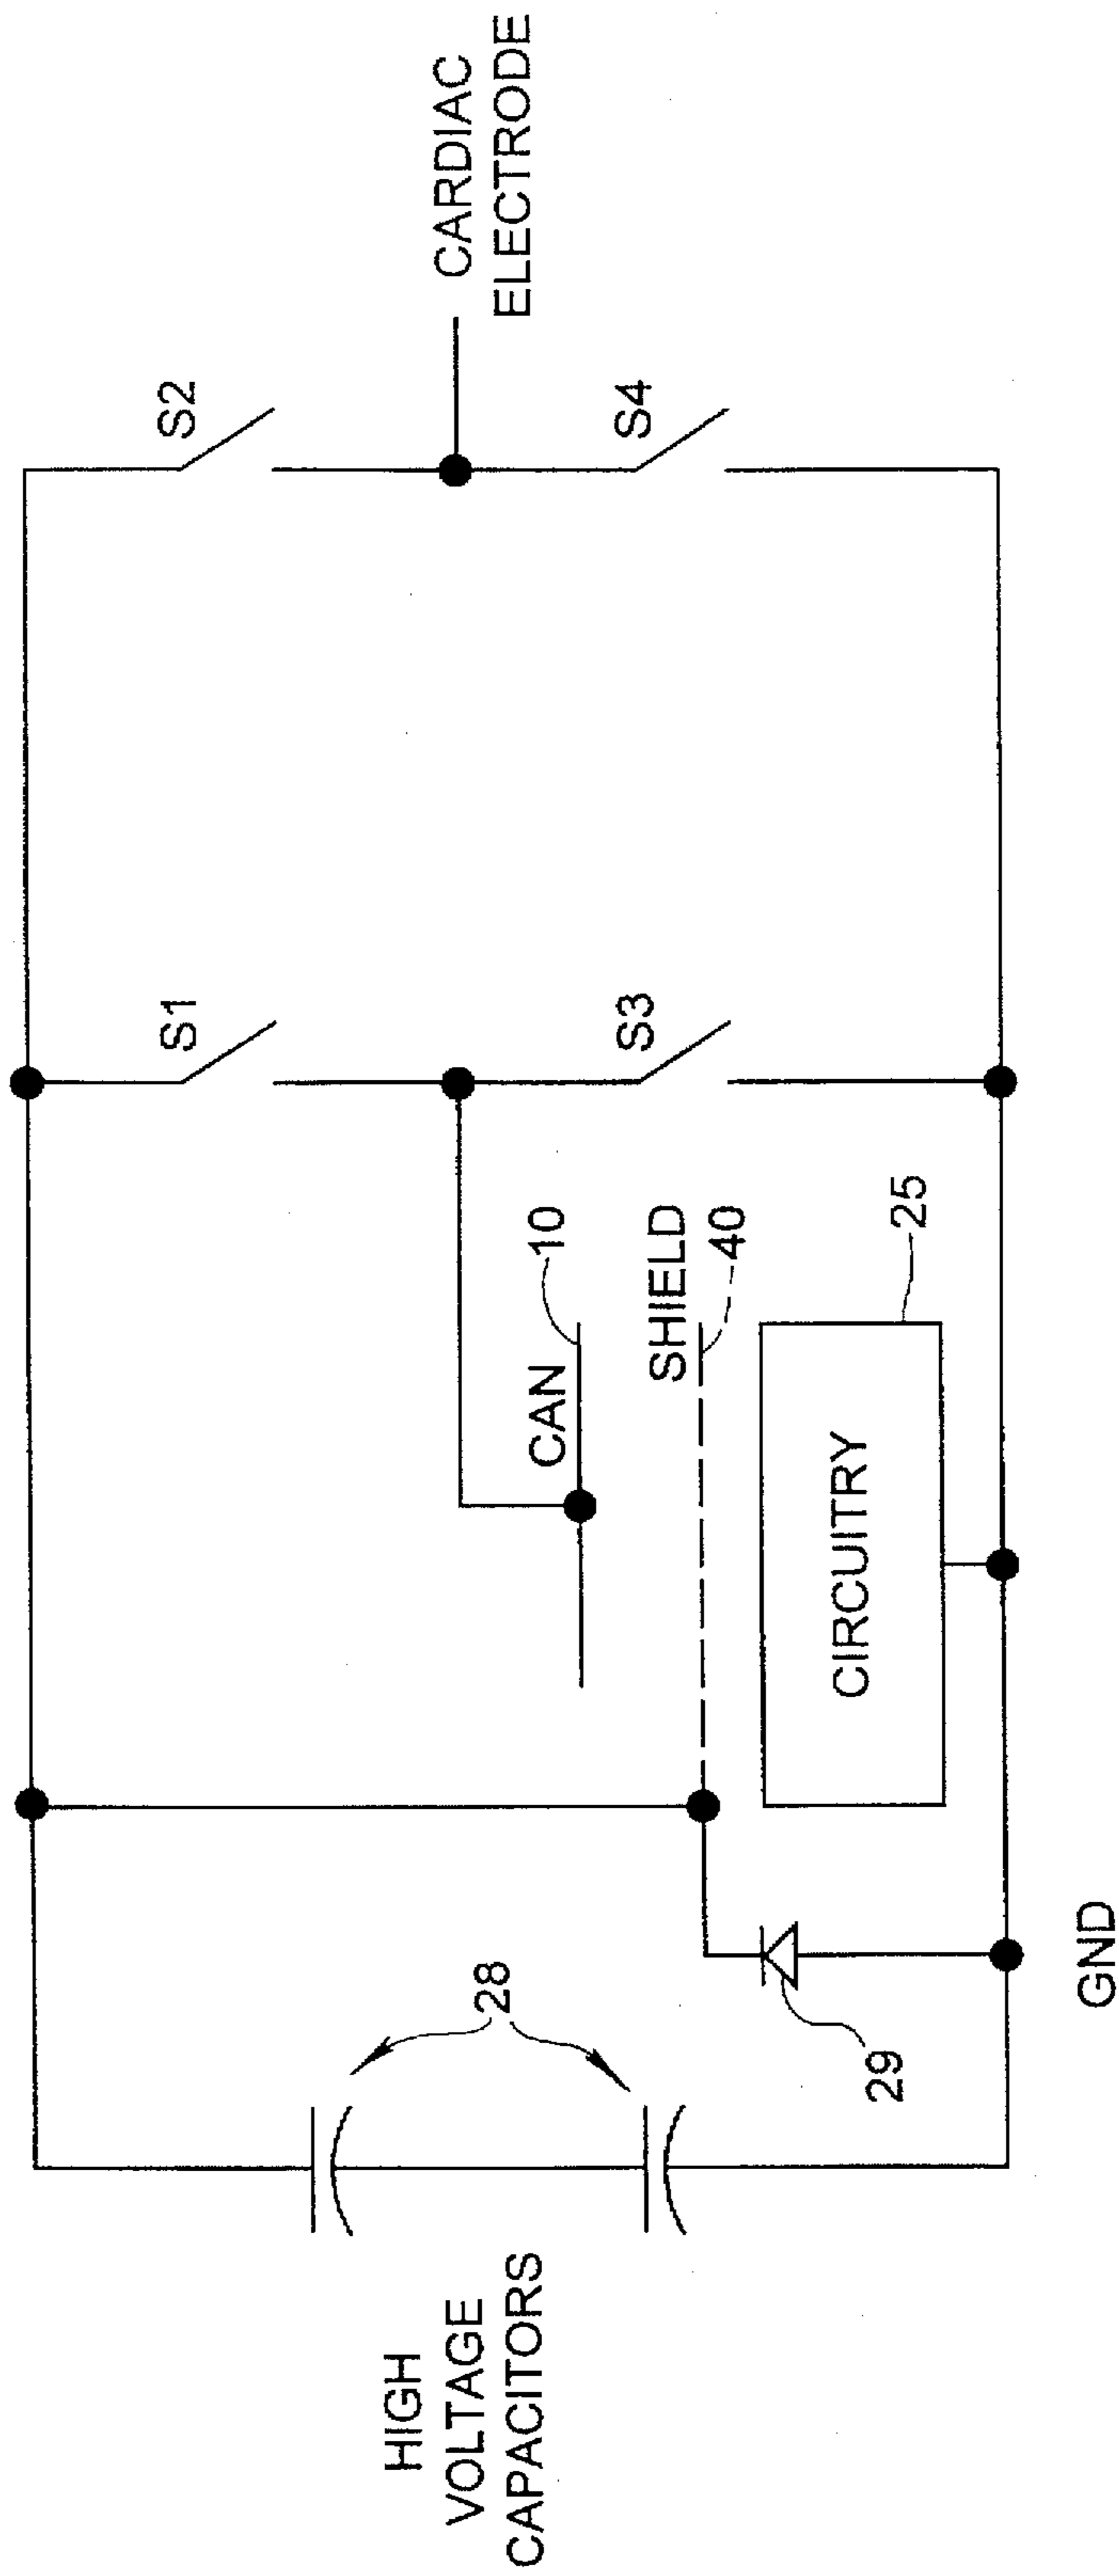 HIGH
VOLTAGE
CAPACITORS
28
29
GND
S1
S2
CAN
10
SHIELD
40
CIRCUITRY
25
S3
S4
CARDIAC
ELECTRODE